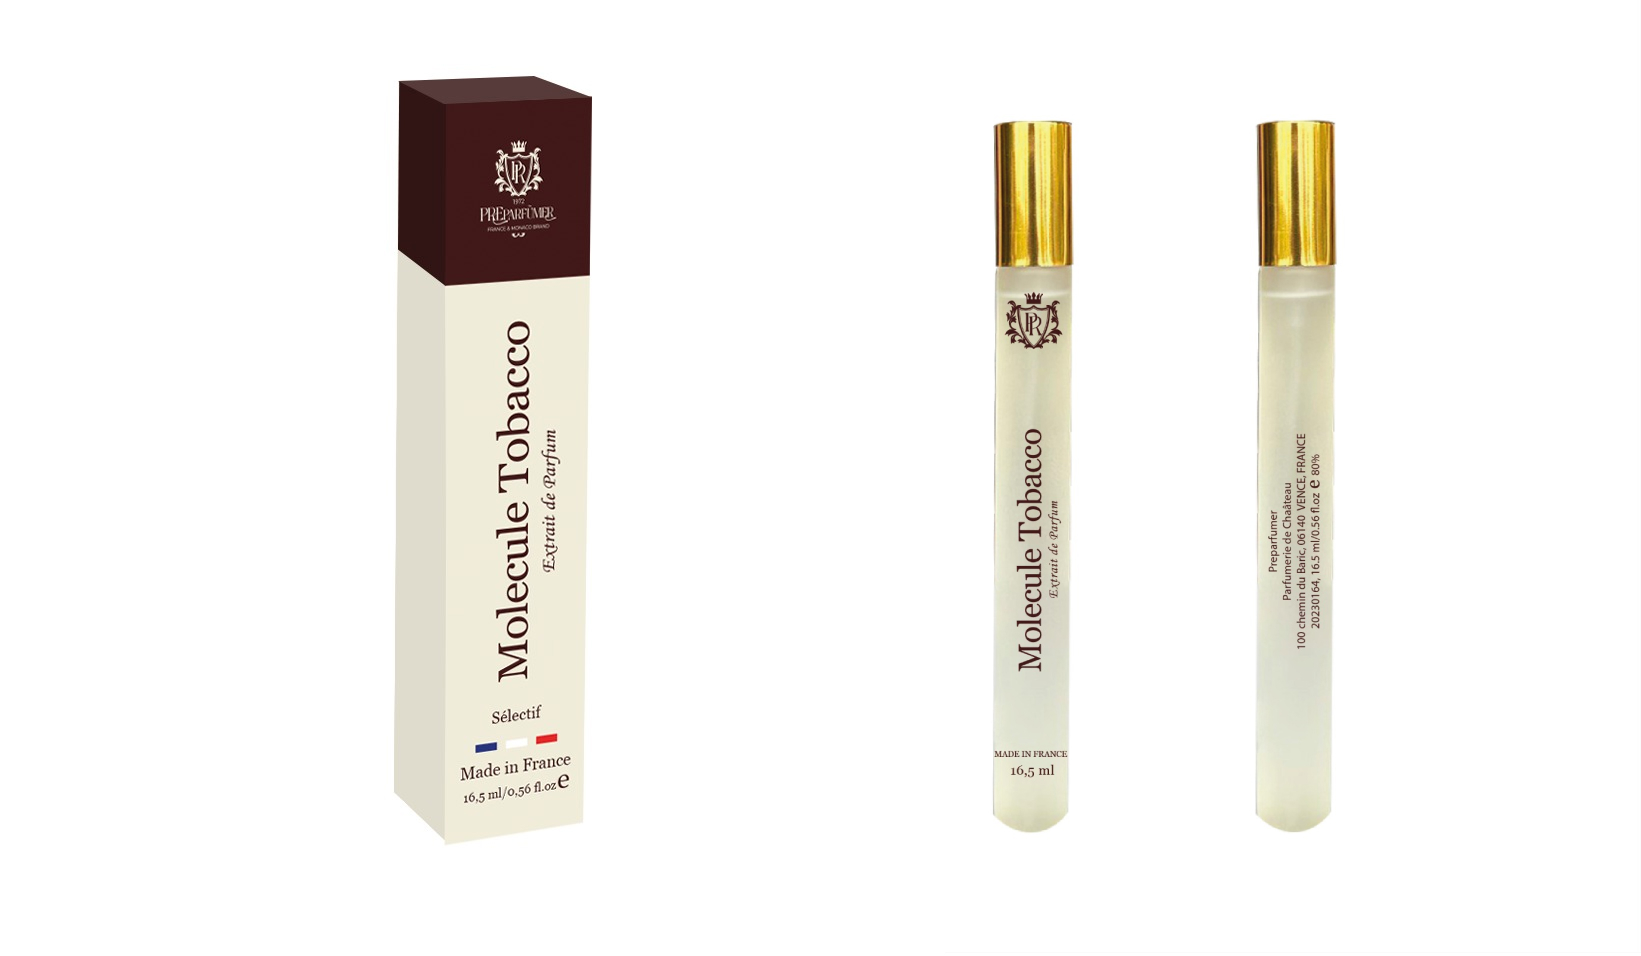 PR
1972
PREPARFUMER
FRANCE & MONACO BRAND
Molecule Tobacco
Extrait de Parfum
Sélectif
Made in France
16,5 ml/0,56 fl.oz e
PR
Molecule Tobacco
Extrait de Parfum
MADE IN FRANCE
16,5 ml
Preparfumer
Parfumerie de Chaâteau
100 chemin du Baric, 06140 VENCE, FRANCE
20230164, 16.5 ml/0.56 fl.oz e 80%